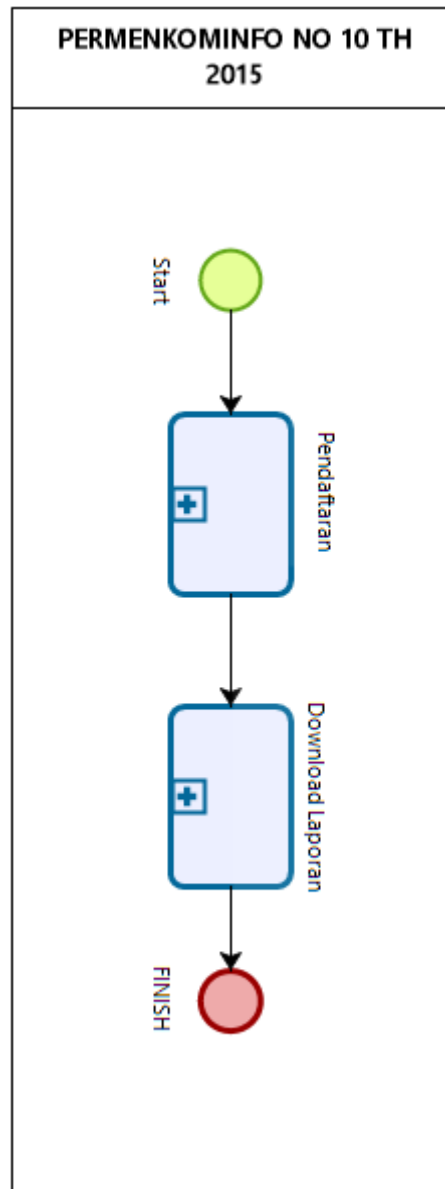 PERMENKOMINFO NO 10 TH
2015
Start
Pendaftaran
Download Laporan
FINISH